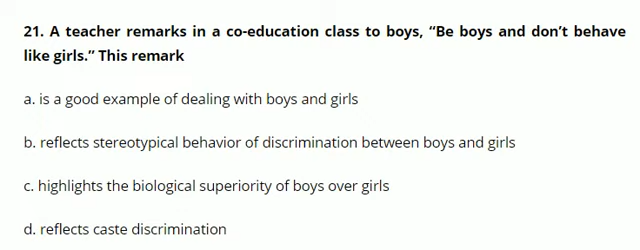 21. A teacher remarks in a co-education class to boys, “Be boys and don’t behave
like girls.” This remark
a. is a good example of dealing with boys and girls
b. reflects stereotypical behavior of discrimination between boys and girls
c. highlights the biological superiority of boys over girls
d. reflects caste discrimination